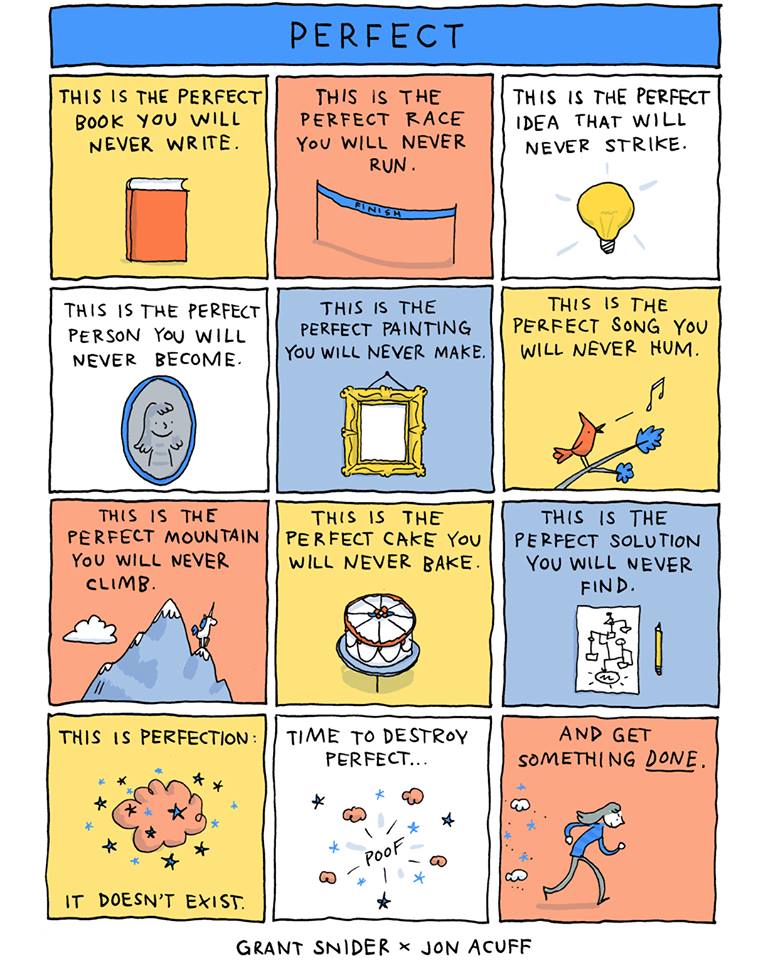 PERFECT
THIS IS THE PERFECT
BOOK YOU WILL
NEVER WRITE.
THIS IS THE
PERFECT RACE
YOU WILL NEVER
RUN.
FINISH
THIS IS THE PERFECT
IDEA THAT WILL
NEVER STRIKE.
THIS IS THE PERFECT
PERSON YOU WILL
NEVER BECOME.
THIS IS THE
PERFECT PAINTING
YOU WILL NEVER MAKE.
THIS IS THE
PERFECT SONG YOU
WILL NEVER HUM.
THIS IS THE
PERFECT MOUNTAIN
YOU WILL NEVER
CLIMB.
THIS IS THE
PERFECT CAKE YOU
WILL NEVER BAKE.
THIS IS THE
PERFECT SOLUTION
YOU WILL NEVER
FIND.
THIS IS PERFECTION:
IT DOESN'T EXIST.
TIME TO DESTROY
PERFECT...
POOF
AND GET
SOMETHING DONE.
GRANT SNIDER × JON ACUFF